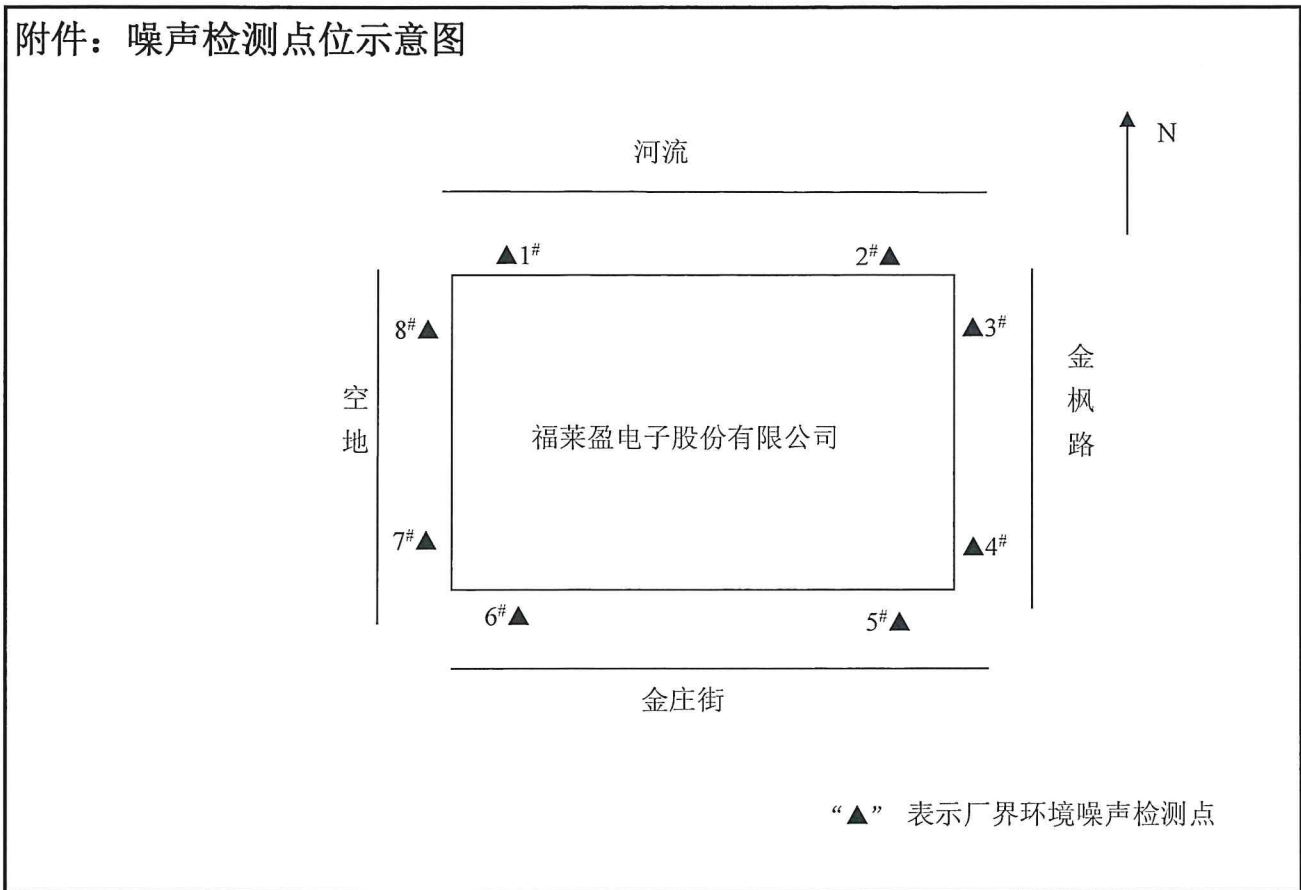 附件：噪声检测点位示意图
N
河流
▲1#
2#▲
8#▲
▲3#
空地
金枫路
福莱盈电子股份有限公司
7#▲
▲4#
6#▲
5#▲
金庄街
“▲” 表示厂界环境噪声检测点